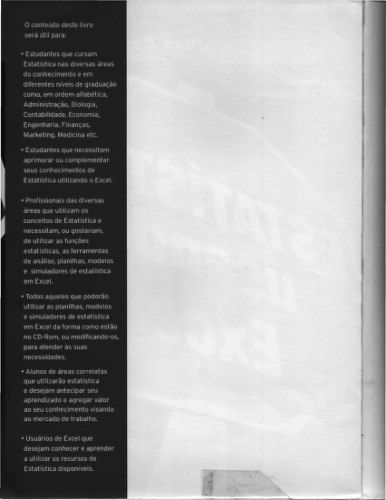 O conteúdo deste livro
será útil para:
• Estudantes que cursam
Estatística nas diversas áreas
do conhecimento e em
diferentes níveis de graduação
como, em ordem alfabética,
Administração, Biologia,
Contabilidade, Economia,
Engenharia, Finanças,
Marketing, Medicina etc.
• Estudantes que necessitam
aprimorar ou complementar
seus conhecimentos de
Estatística utilizando o Excel.
• Profissionais das diversas
áreas que utilizam os
conceitos de Estatística e
necessitam, ou gostariam,
de utilizar as funções
estatísticas, as ferramentas
de análise, planilhas, modelos
e simuladores de estatística
em Excel.
• Todos aqueles que poderão
utilizar as planilhas, modelos
e simuladores de estatística
em Excel da forma como estão
no CD-Rom, ou modificando-os,
para atender às suas
necessidades.
• Alunos de áreas correlatas
que utilizarão estatística
e desejam antecipar seu
aprendizado e agregar valor
ao seu conhecimento visando
ao mercado de trabalho.
• Usuários de Excel que
desejam conhecer e aprender
a utilizar os recursos de
Estatística disponíveis.